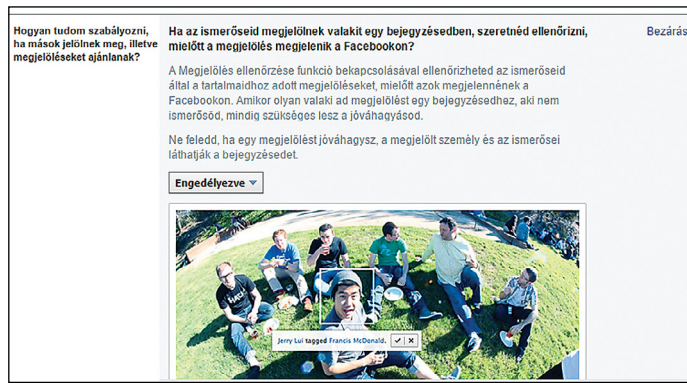 Hogyan tudom szabályozni,
ha mások jelölnek meg, illetve
megjelöléseket ajánlanak?
Ha az ismerőseid megjelölnek valakit egy bejegyzésedben, szeretnéd ellenőrizni,
mielőtt a megjelölés megjelenik a Facebookon?
Bezárás
A Megjelölés ellenőrzése funkció bekapcsolásával ellenőrizheted az ismerőseid
által a tartalmaidhoz adott megjelöléseket, mielőtt azok megjelennének a
Facebookon. Amikor olyan valaki ad megjelölést egy bejegyzésedhez, aki nem
ismerősöd, mindig szükséges lesz a jóváhagyásod.
Ne feledd, ha egy megjelölést jóváhagysz, a megjelölt személy és az ismerősei
láthatják a bejegyzésedet.
Engedélyezve
Jerry Lui tagged Francis McDonald.